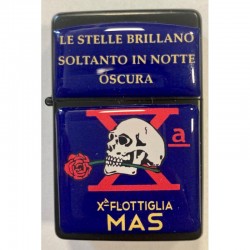 LE STELLE BRILLANO
SOLTANTO IN NOTTE
OSCURA
X a
Xª FLOTTIGLIA
MAS